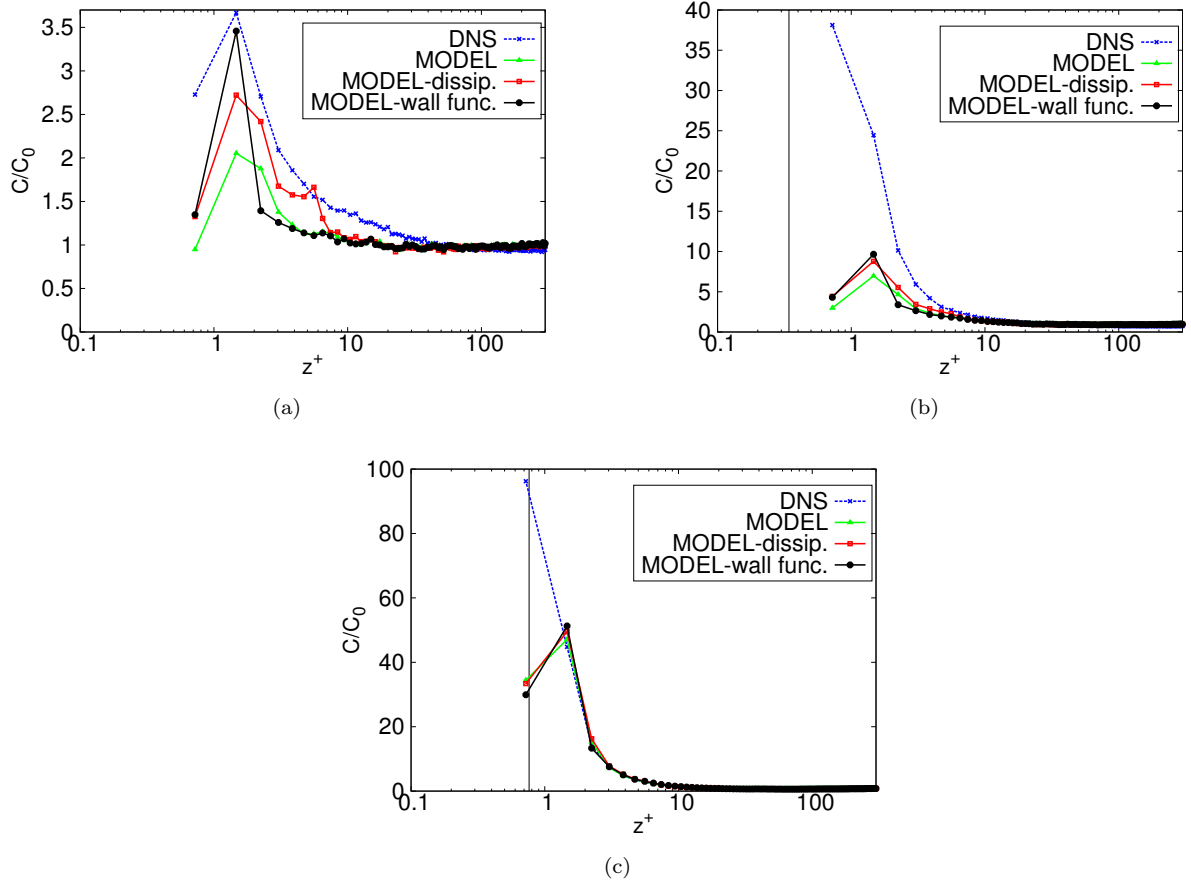 3.5
3
2.5
2
1.5
1
0.5
0
C/C0
0.1
1
10
100
z+
DNS
MODEL
MODEL-dissip.
MODEL-wall func.
(a)
40
35
30
25
20
15
10
5
0
C/C0
0.1
1
10
100
z+
DNS
MODEL
MODEL-dissip.
MODEL-wall func.
(b)
100
80
60
40
20
0
C/C0
0.1
1
10
100
z+
DNS
MODEL
MODEL-dissip.
MODEL-wall func.
(c)